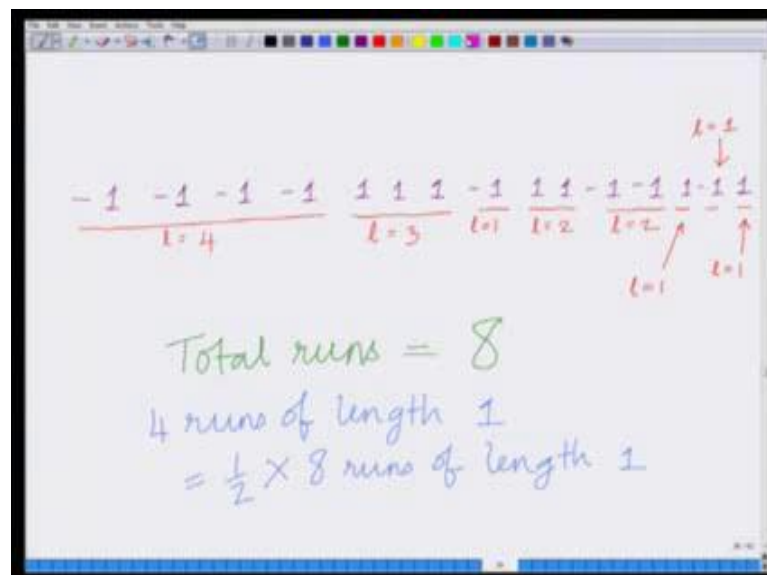 l = 1
-1 -1 -1 -1 1 1 1 -1 1 1 -1 -1 1 -1 1
l = 4 l = 3 l=1 l = 2 l = 2
l=1 l=1
Total runs = 8
4 runs of length 1
= 1/2 × 8 runs of length 1